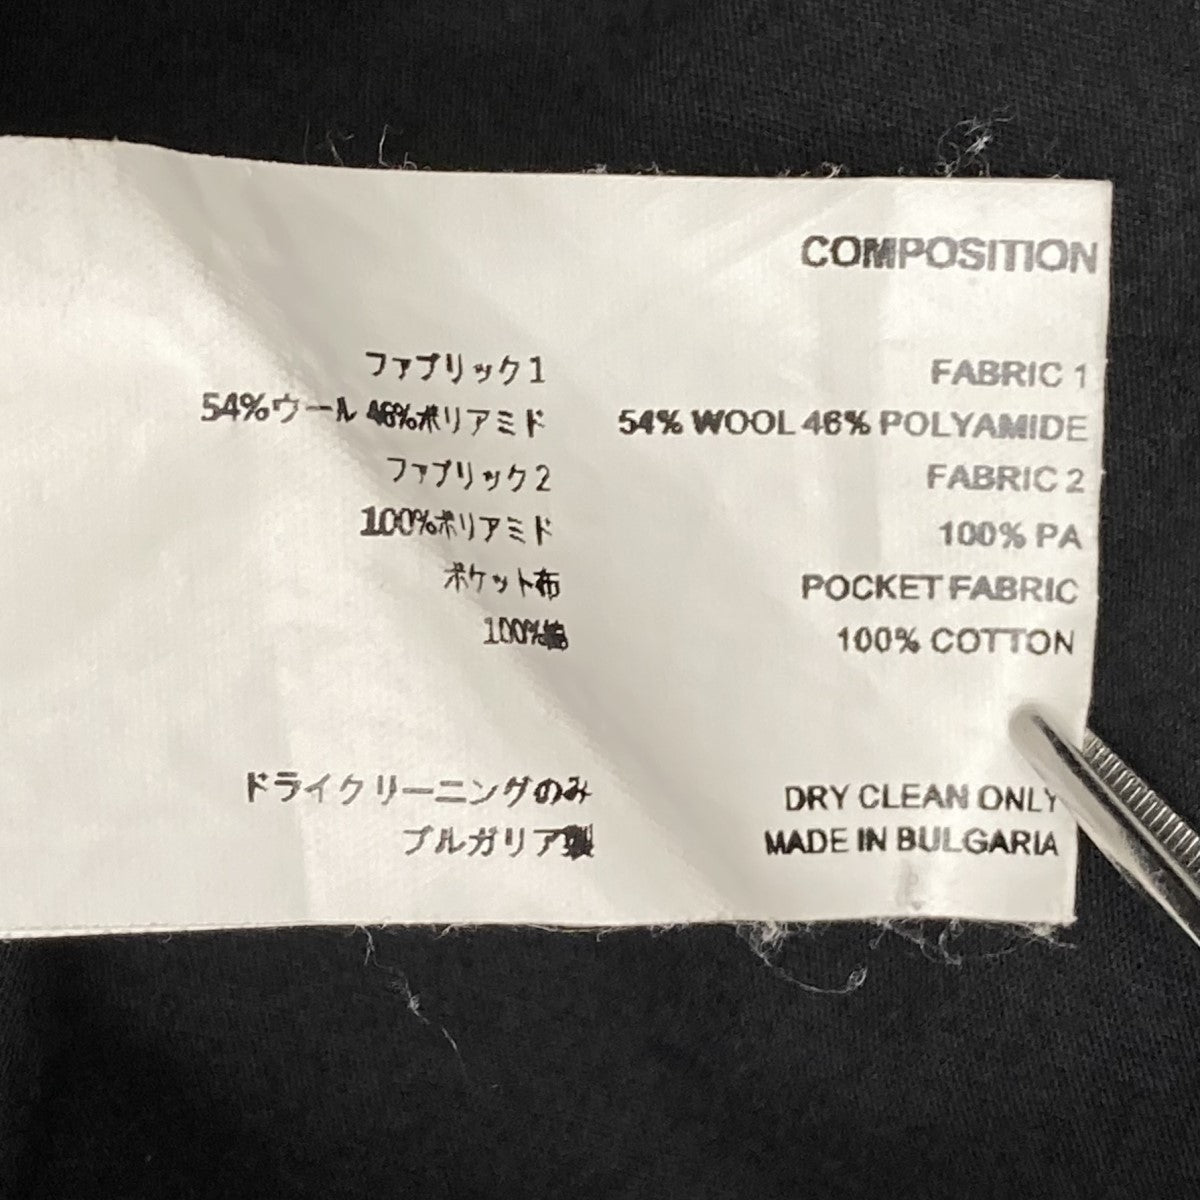 COMPOSITION
ファブリック1
54%ウール 46%ポリアミド
ファブリック2
100%ポリアミド
ポケット布
100%綿
ドライクリーニングのみ
ブルガリア製
FABRIC 1
54% WOOL 46% POLYAMIDE
FABRIC 2
100% PA
POCKET FABRIC
100% COTTON
DRY CLEAN ONLY
MADE IN BULGARIA